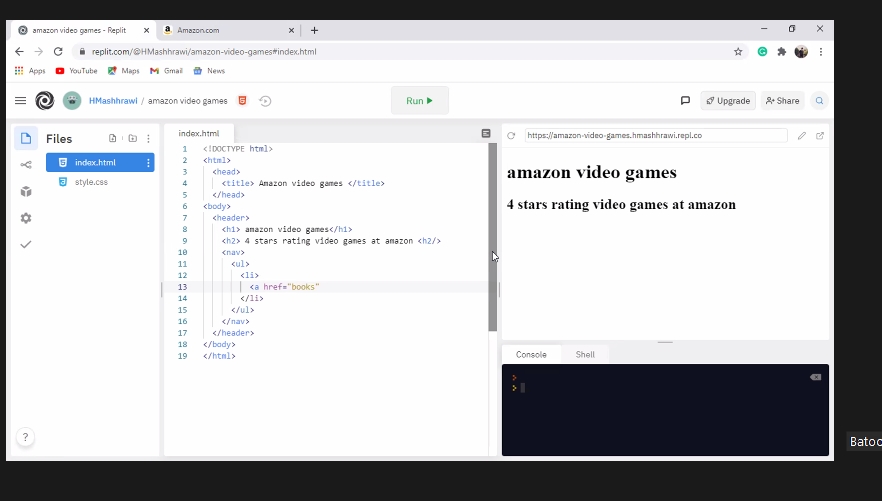 amazon video games - Replit
Amazon.com
replit.com/@HMashhrawi/amazon-video-games#index.html
Apps YouTube Maps Gmail News
HMashhrawi / amazon video games
Run
Upgrade
Share
Files
index.html
style.css
index.html
1 <!DOCTYPE html>
2 <html>
3 <head>
4 <title> Amazon video games </title>
5 </head>
6 <body>
7 <header>
8 <h1> amazon video games</h1>
9 <h2> 4 stars rating video games at amazon <h2/>
10 <nav>
11 <ul>
12 <li>
13 <a href="books"
14 </li>
15 </ul>
16 </nav>
17 </header>
18 </body>
19 </html>
https://amazon-video-games.hmashhrawi.repl.co
amazon video games
4 stars rating video games at amazon
Console Shell
>
>
?
Batoo